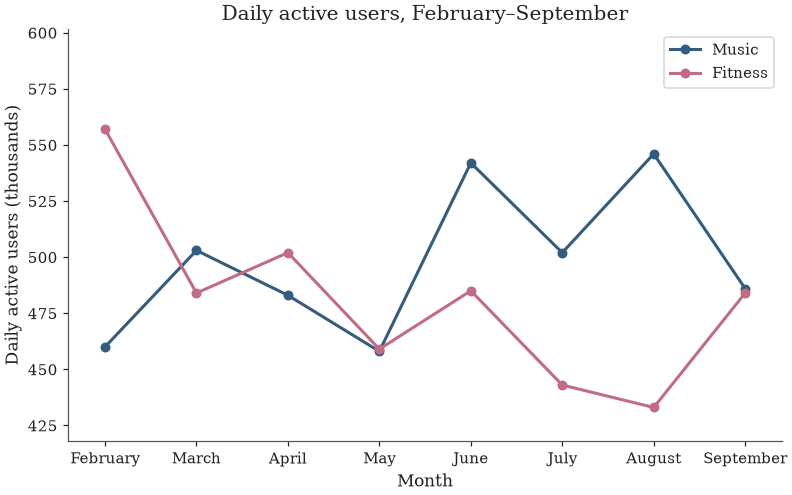 Daily active users, February–September
Music
Fitness
Daily active users (thousands)
600
575
550
525
500
475
450
425
February March April May June July August September
Month